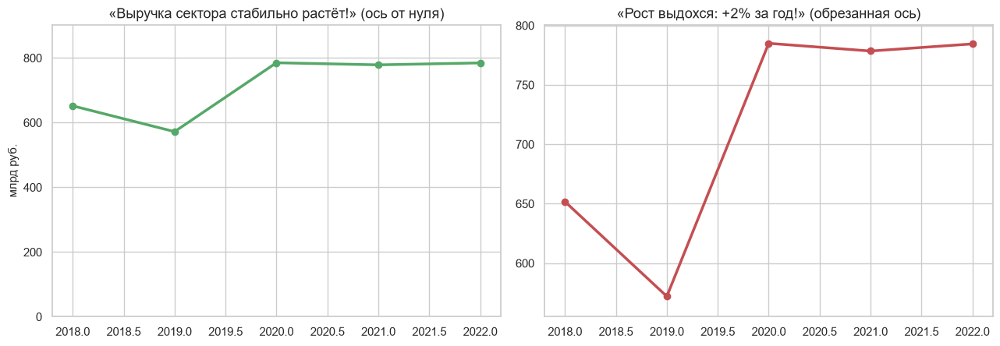 «Выручка сектора стабильно растёт!» (ось от нуля)
800
600
400
200
0
млрд руб.
2018.0 2018.5 2019.0 2019.5 2020.0 2020.5 2021.0 2021.5 2022.0
«Рост выдохся: +2% за год!» (обрезанная ось)
800
750
700
650
600
2018.0 2018.5 2019.0 2019.5 2020.0 2020.5 2021.0 2021.5 2022.0